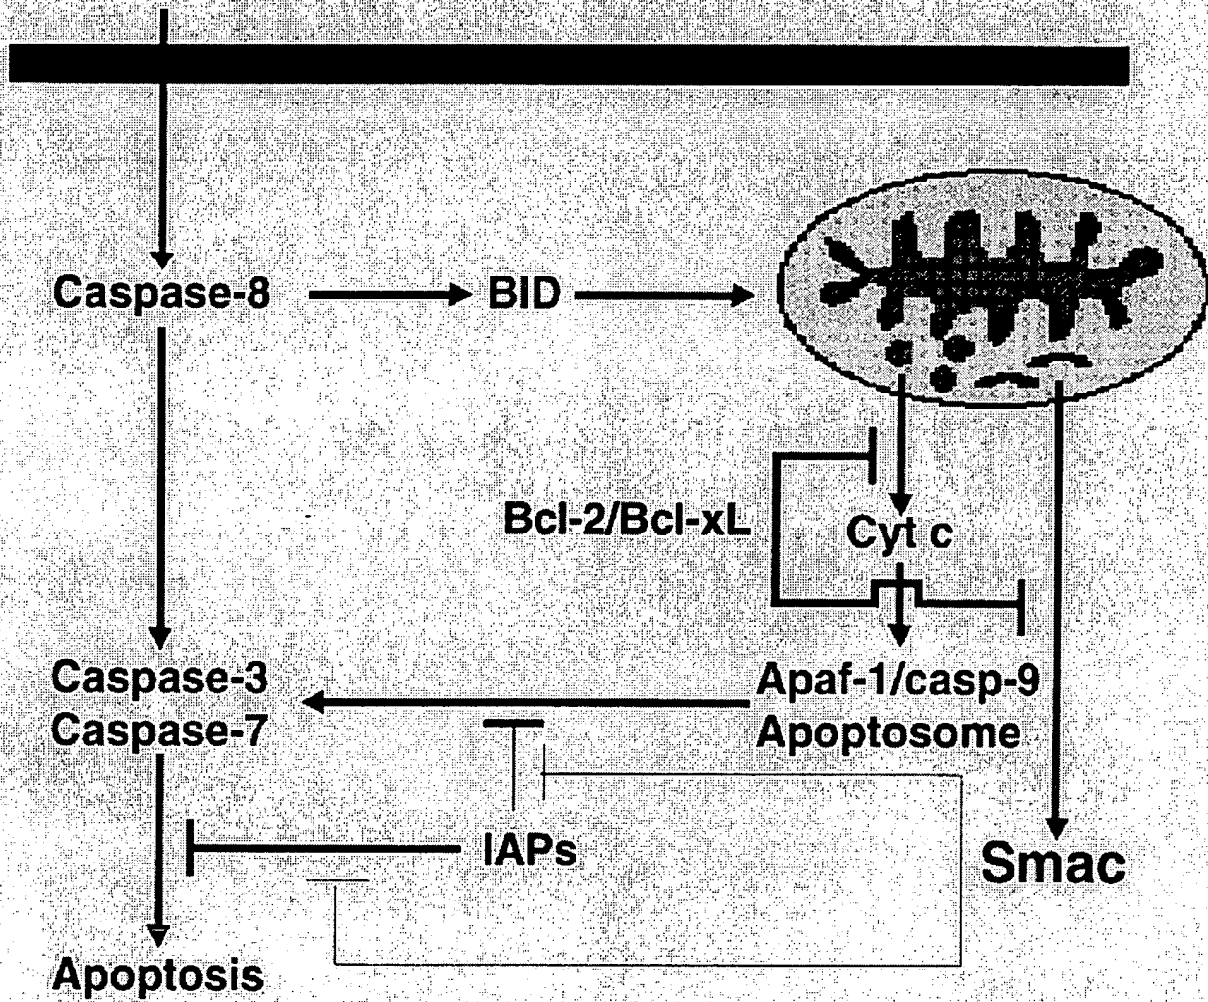 Caspase-8
BID
Bcl-2/Bcl-xL
Cyt c
Caspase-3
Caspase-7
Apaf-1/casp-9
Apoptosome
IAPs
Smac
Apoptosis